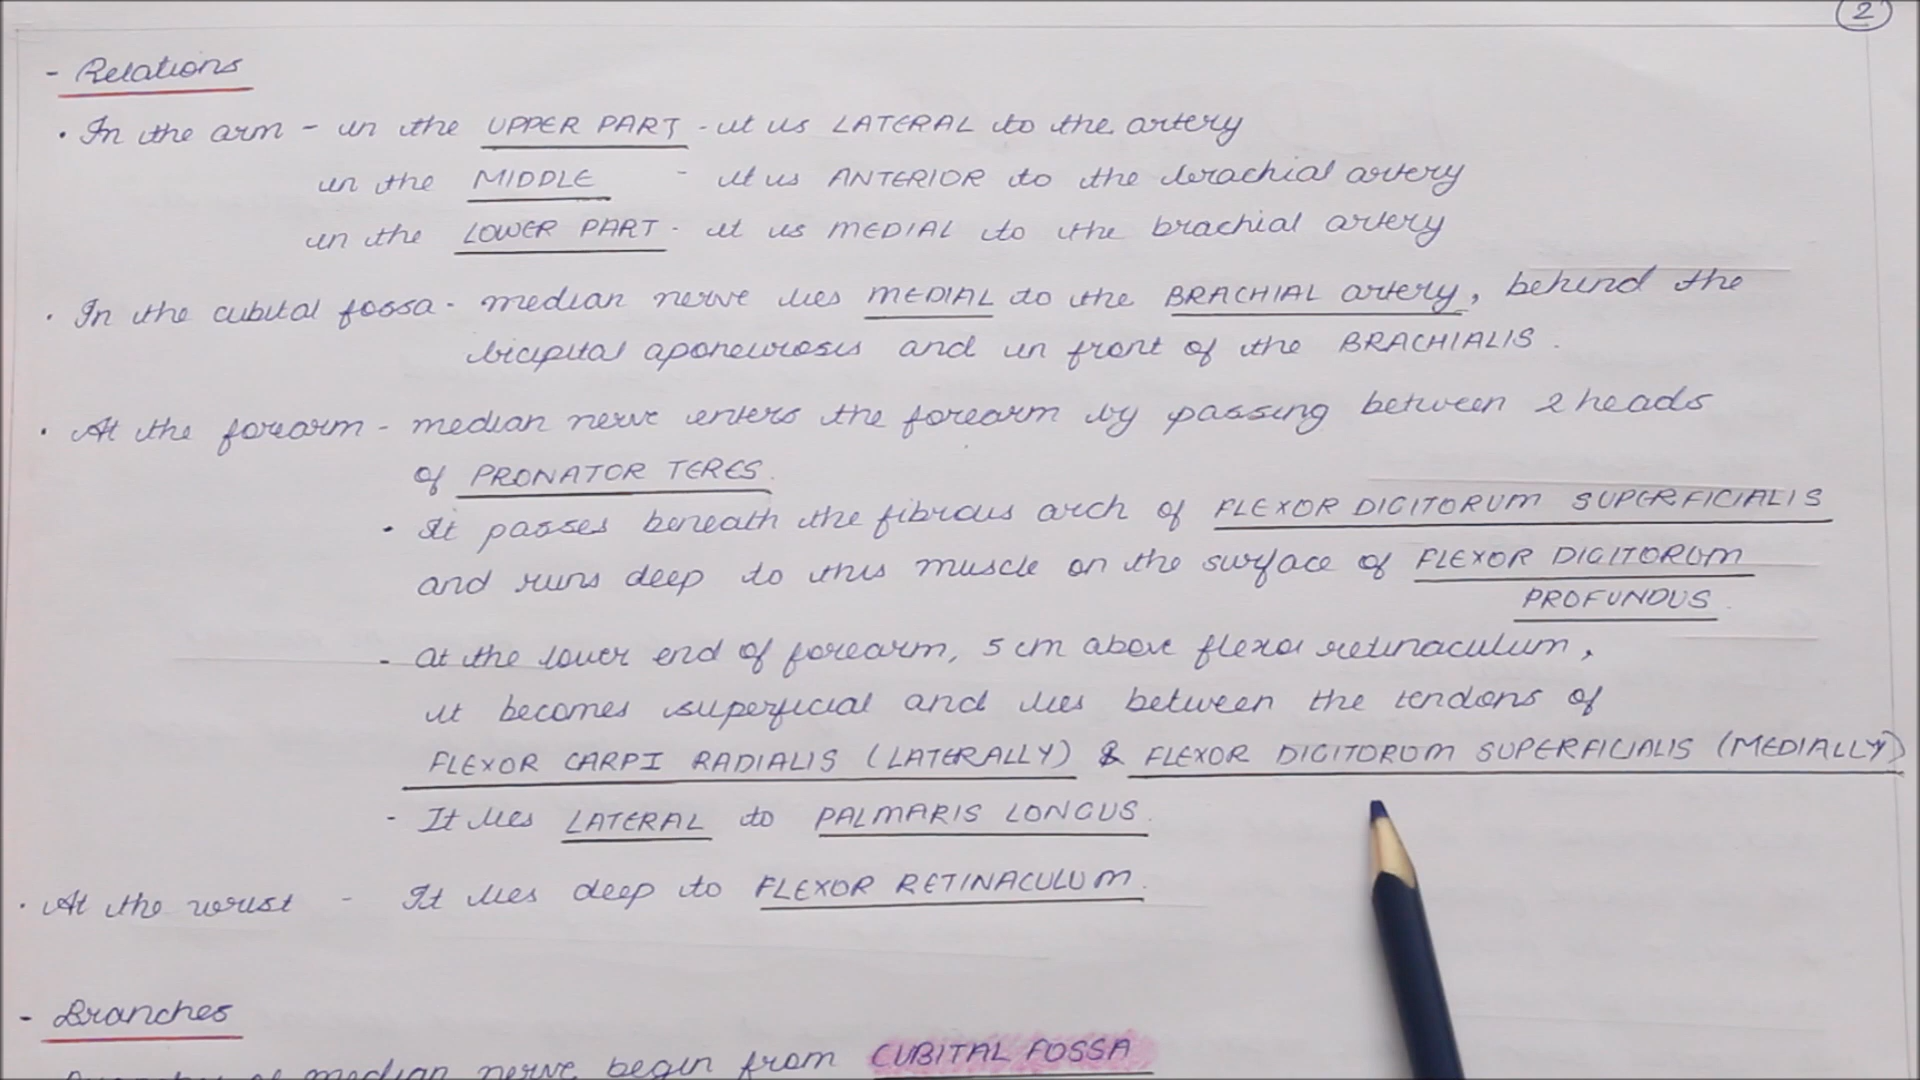 2
- Relations
· In the arm - in the UPPER PART - it is LATERAL to the artery
in the MIDDLE - it is ANTERIOR to the brachial artery
in the LOWER PART - it is MEDIAL to the brachial artery
· In the cubital fossa - median nerve lies MEDIAL to the BRACHIAL artery, behind the
bicipital aponeurosis and in front of the BRACHIALIS.
· At the forearm - median nerve enters the forearm by passing between 2 heads
of PRONATOR TERES.
- It passes beneath the fibrous arch of FLEXOR DIGITORUM SUPERFICIALIS
and runs deep to this muscle on the surface of FLEXOR DIGITORUM
PROFUNDUS.
- at the lower end of forearm, 5 cm above flexor retinaculum,
it becomes superficial and lies between the tendons of
FLEXOR CARPI RADIALIS (LATERALLY) & FLEXOR DIGITORUM SUPERFICIALIS (MEDIALLY)
- It lies LATERAL to PALMARIS LONGUS.
· At the wrist - It lies deep to FLEXOR RETINACULUM.
- Branches
median nerve begin from CUBITAL FOSSA